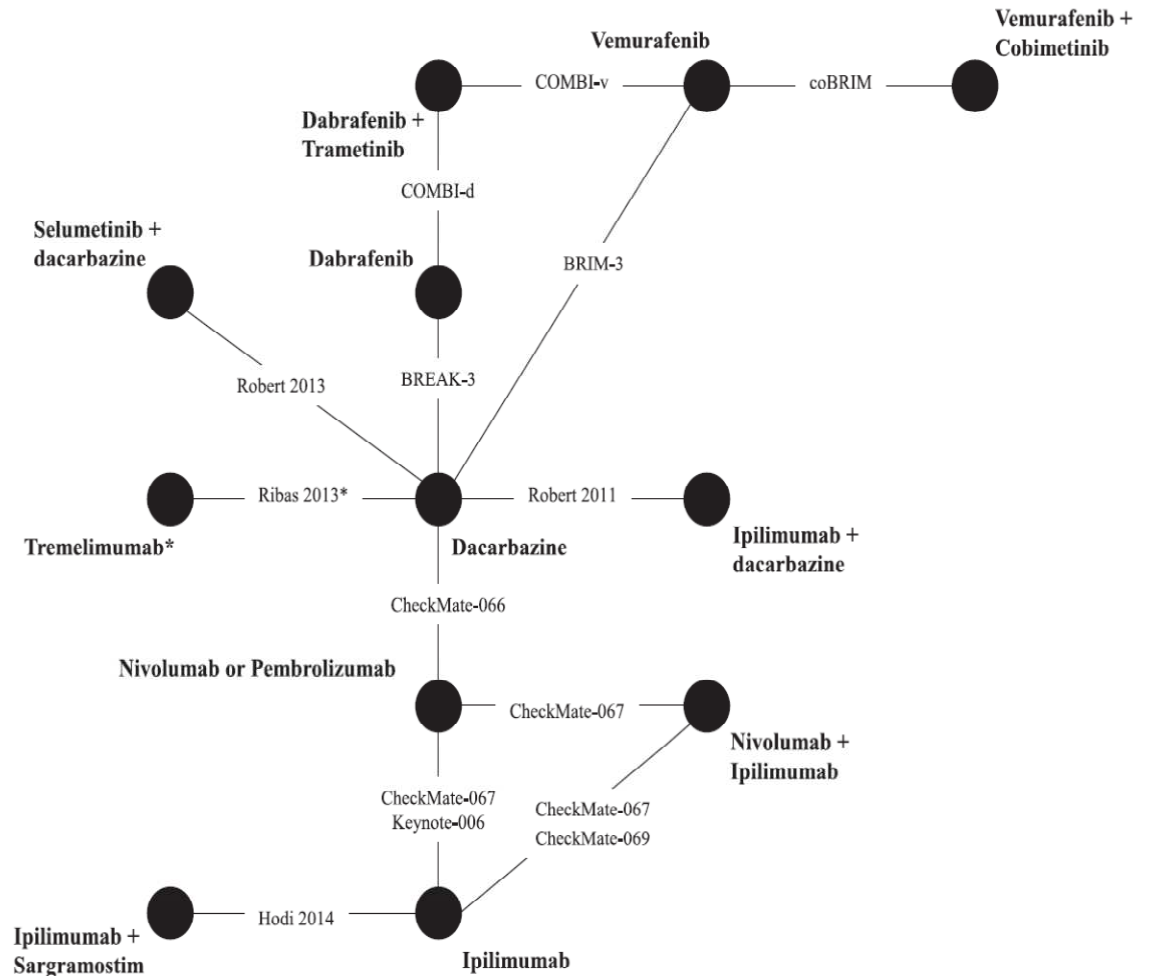 Vemurafenib +
Cobimetinib
Vemurafenib
COMBI-v
coBRIM
Dabrafenib +
Trametinib
COMBI-d
Selumetinib +
dacarbazine
Dabrafenib
BRIM-3
Robert 2013
BREAK-3
Ribas 2013*
Robert 2011
Tremelimumab*
Dacarbazine
Ipilimumab +
dacarbazine
CheckMate-066
Nivolumab or Pembrolizumab
CheckMate-067
Nivolumab +
Ipilimumab
CheckMate-067
Keynote-006
CheckMate-067
CheckMate-069
Hodi 2014
Ipilimumab +
Sargramostim
Ipilimumab